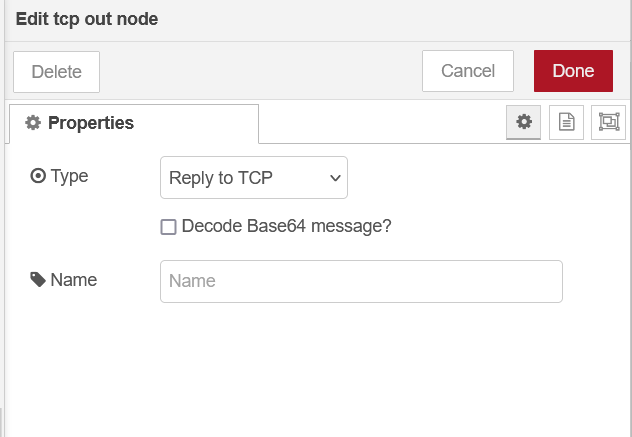 Edit tcp out node
Delete
Cancel
Done
Properties
Type
Reply to TCP
Decode Base64 message?
Name
Name